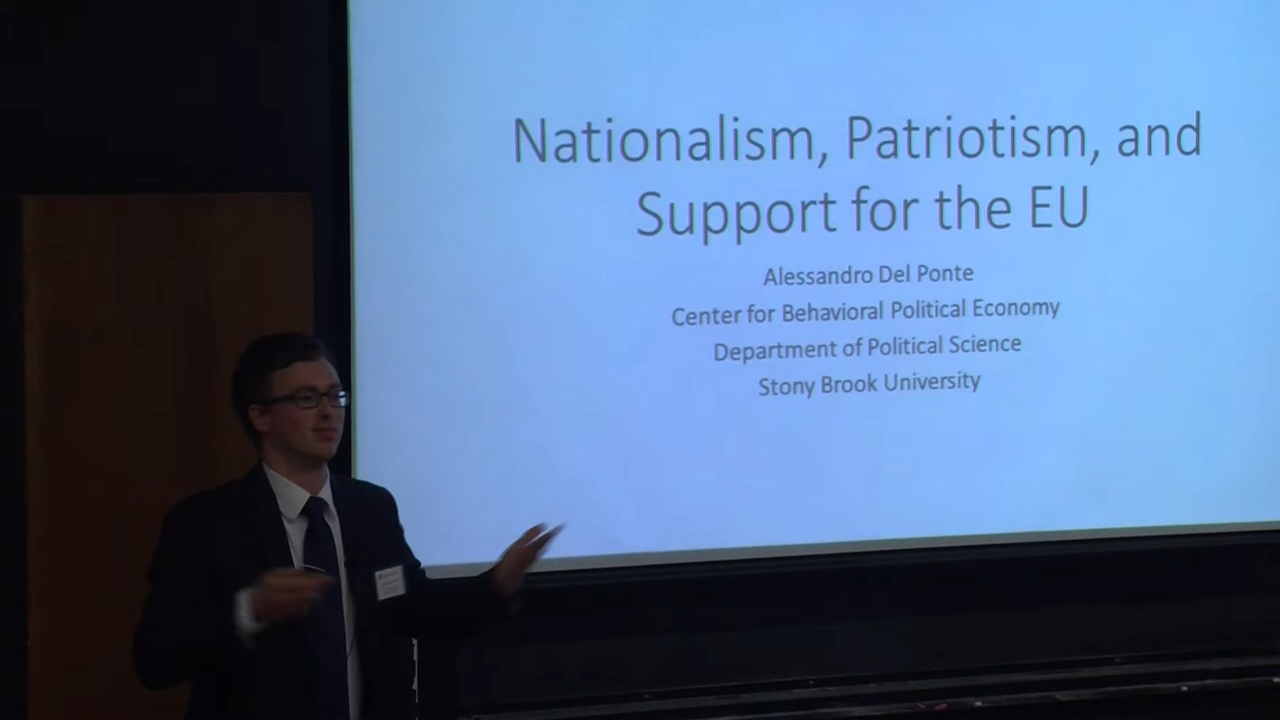 Nationalism, Patriotism, and
Support for the EU
Alessandro Del Ponte
Center for Behavioral Political Economy
Department of Political Science
Stony Brook University